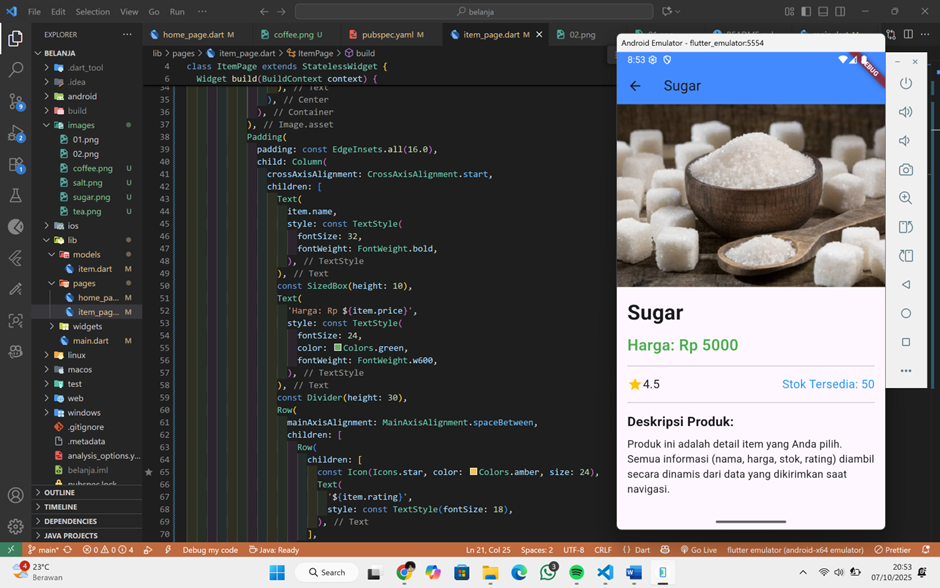 File Edit Selection View Go Run ···
belanja
EXPLORER
BELANJA
.dart_tool
.idea
android
build
images
01.png
02.png
coffee.png U
salt.png U
sugar.png U
tea.png U
ios
lib
models
item.dart M
pages
home_pa... M
item_pag... M
widgets
main.dart M
linux
macos
test
web
windows
.gitignore
.metadata
analysis_options.y...
belanja.iml
pubspec.lock
OUTLINE
TIMELINE
DEPENDENCIES
JAVA PROJECTS
home_page.dart M
coffee.png U
pubspec.yaml M
item_page.dart M
02.png
lib > pages > item_page.dart > ItemPage > build
4 class ItemPage extends StatelessWidget {
6 Widget build(BuildContext context) {
34 ), // Text
35 ), // Center
36 ), // Container
37 ), // Image.asset
38 Padding(
39 padding: const EdgeInsets.all(16.0),
40 child: Column(
41 crossAxisAlignment: CrossAxisAlignment.start,
42 children: [
43 Text(
44 item.name,
45 style: const TextStyle(
46 fontSize: 32,
47 fontWeight: FontWeight.bold,
48 ), // TextStyle
49 ), // Text
50 const SizedBox(height: 10),
51 Text(
52 'Harga: Rp ${item.price}',
53 style: const TextStyle(
54 fontSize: 24,
55 color: Colors.green,
56 fontWeight: FontWeight.w600,
57 ), // TextStyle
58 ), // Text
59 const Divider(height: 30),
60 Row(
61 mainAxisAlignment: MainAxisAlignment.spaceBetween,
62 children: [
63 Row(
64 children: [
65 const Icon(Icons.star, color: Colors.amber, size: 24),
66 Text(
67 '${item.rating}',
68 style: const TextStyle(fontSize: 18),
69 ), // Text
70 ],
Android Emulator - flutter_emulator:5554
8:53
DEBUG
Sugar
Sugar
Harga: Rp 5000
4.5 Stok Tersedia: 50
Deskripsi Produk:
Produk ini adalah detail item yang Anda pilih.
Semua informasi (nama, harga, stok, rating) diambil
secara dinamis dari data yang dikirimkan saat
navigasi.
main* 0 0 4 Debug my code Java: Ready Ln 21, Col 25 Spaces: 2 UTF-8 CRLF {} Dart Go Live flutter emulator (android-x64 emulator) Prettier
23°C
Berawan
Search
20:53
07/10/2025